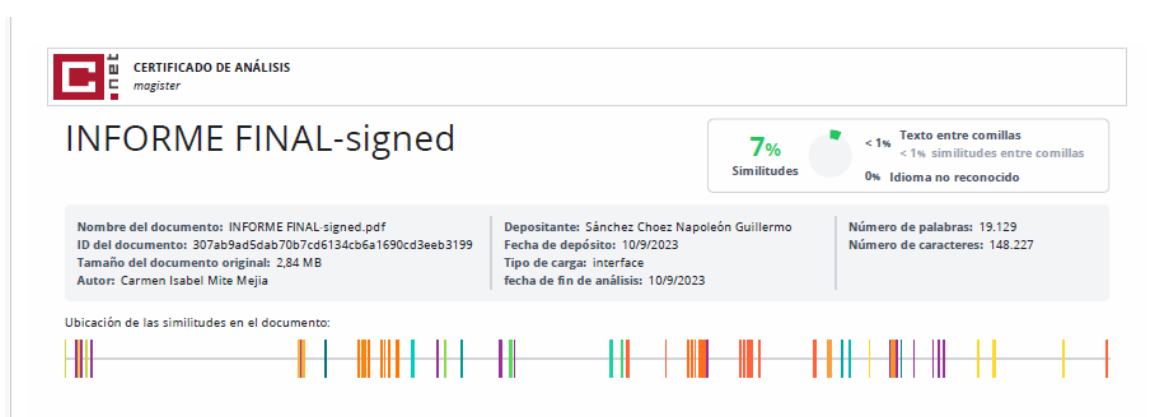 C.net
CERTIFICADO DE ANÁLISIS
magister
INFORME FINAL-signed
7%
Similitudes
< 1% Texto entre comillas
< 1% similitudes entre comillas
0% Idioma no reconocido
Nombre del documento: INFORME FINAL-signed.pdf
ID del documento: 307ab9ad5dab70b7cd6134cb6a1690cd3eeb3199
Tamaño del documento original: 2,84 MB
Autor: Carmen Isabel Mite Mejia
Depositante: Sánchez Choez Napoleón Guillermo
Fecha de depósito: 10/9/2023
Tipo de carga: interface
fecha de fin de análisis: 10/9/2023
Número de palabras: 19.129
Número de caracteres: 148.227
Ubicación de las similitudes en el documento: